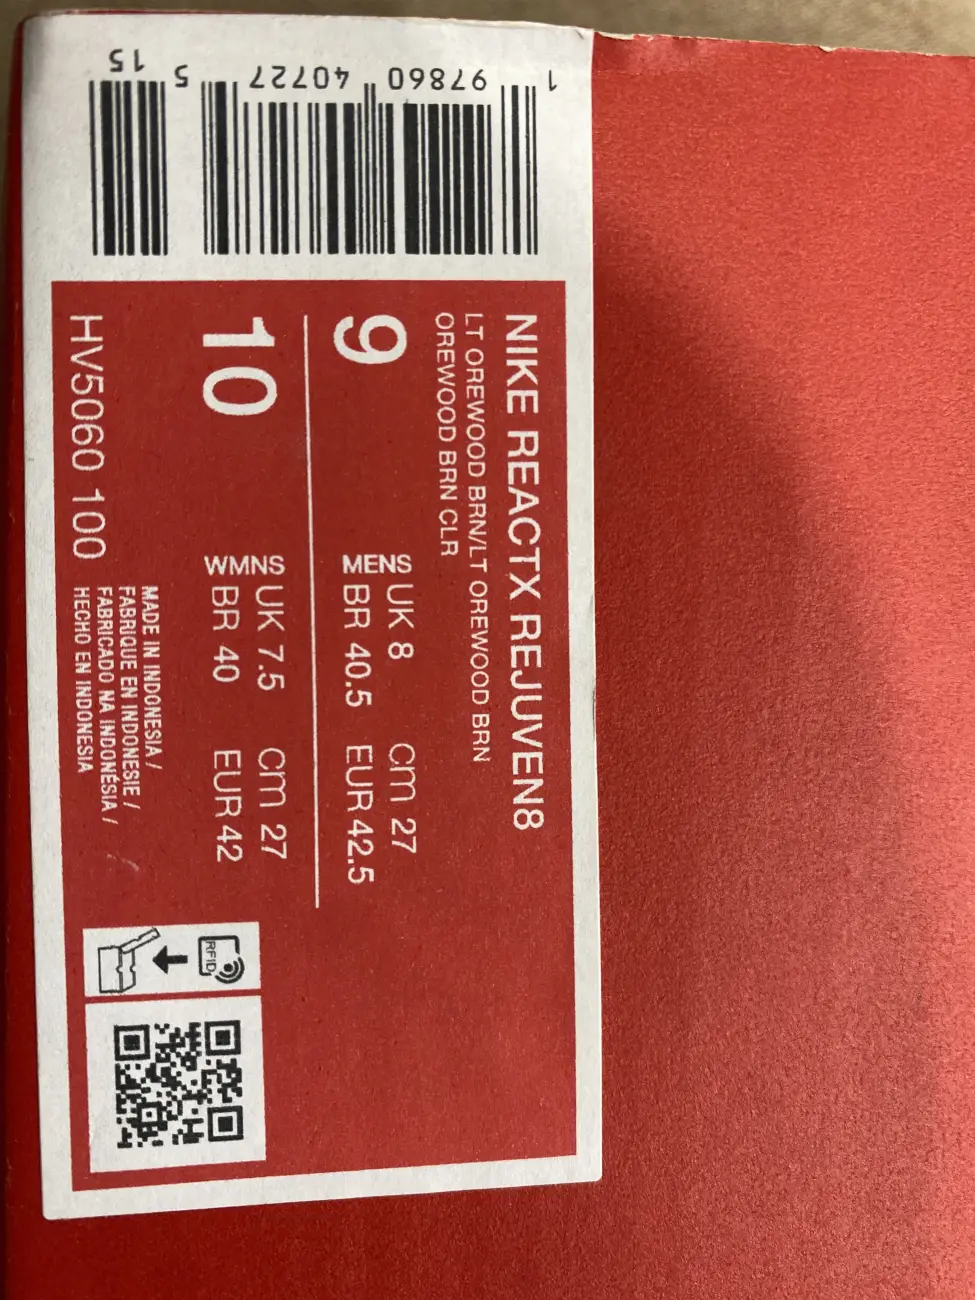 NIKE REACTX REJUVEN8
LT OREWOOD BRN/LT OREWOOD BRN
OREWOOD BRN CLR
9
MENS
UK 8 cm 27
BR 40.5 EUR 42.5
10
WMNS
UK 7.5 cm 27
BR 40 EUR 42
HV5060 100
MADE IN INDONESIA /
FABRIQUE EN INDONESIE /
FABRICADO NA INDONÉSIA /
HECHO EN INDONESIA
RFID
1 97860 40727 5 15